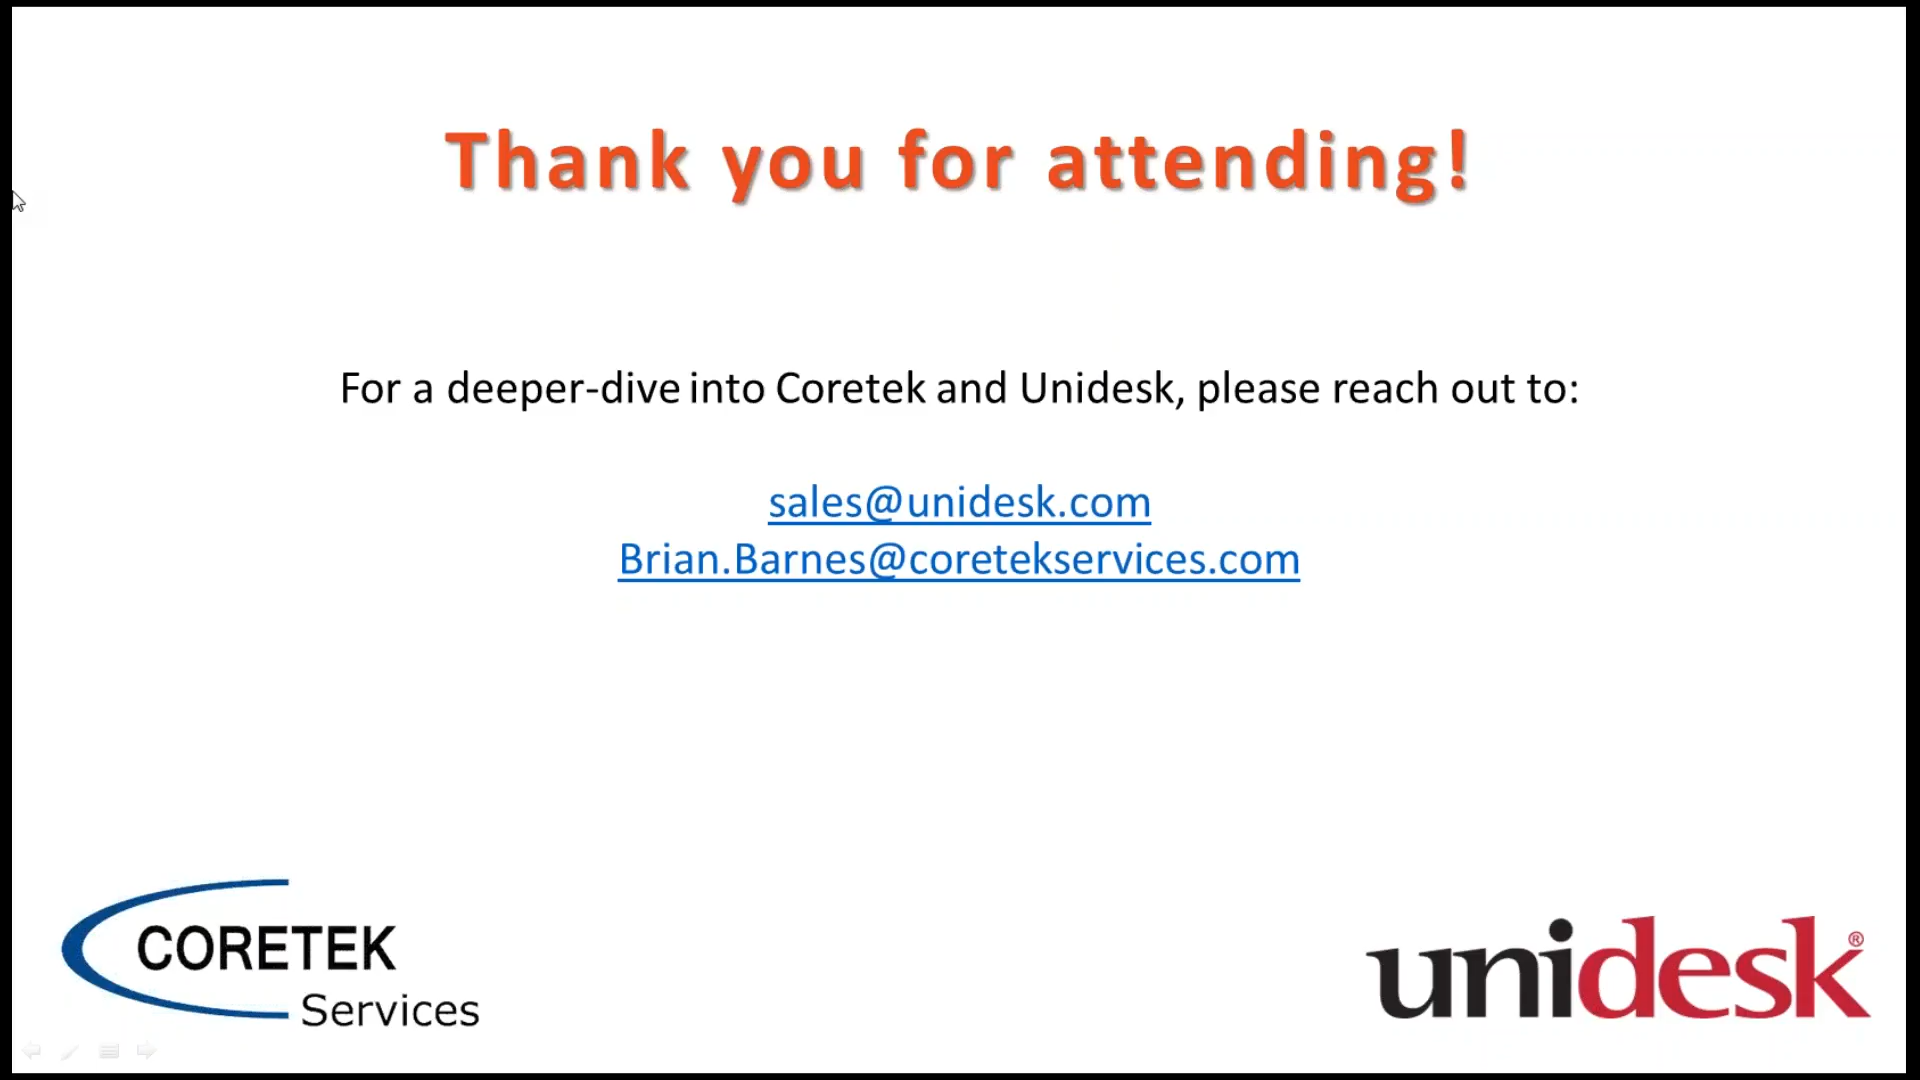 Thank you for attending!
For a deeper-dive into Coretek and Unidesk, please reach out to:
sales@unidesk.com
Brian.Barnes@coretekservices.com
CORETEK
Services
unidesk®